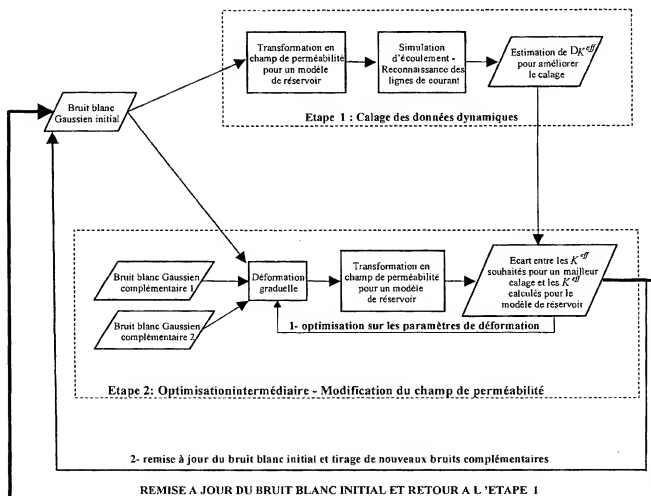 Transformation en
champ de perméabilité
pour un modèle
de réservoir
Simulation
d'écoulement -
Reconnaissance des
lignes de courant
Estimation de DK^eff
pour améliorer
le calage
Bruit blanc
Gaussien initial
Etape 1 : Calage des données dynamiques
Bruit blanc Gaussien
complémentaire 1
Bruit blanc Gaussien
complémentaire 2
Déformation
graduelle
Transformation en
champ de perméabilité
pour un modèle
de réservoir
Ecart entre les K^eff
souhaités pour un mailleur
calage et les K^eff
calculés pour le
modèle de réservoir
1- optimisation sur les paramètres de déformation
Etape 2: Optimisationintermédiaire - Modification du champ de perméabilité
2- remise à jour du bruit blanc initial et tirage de nouveaux bruits complémentaires
REMISE A JOUR DU BRUIT BLANC INITIAL ET RETOUR A L 'ETAPE 1